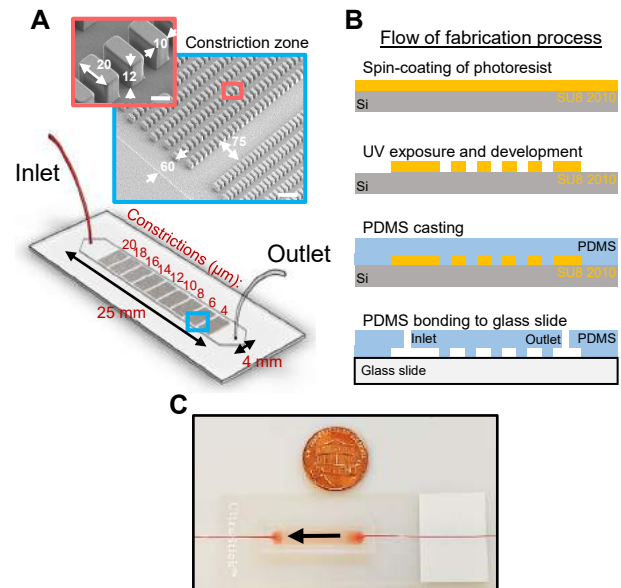 A
Constriction zone
10
20
12
75
60
Inlet
Constrictions (µm):
20
18
16
14
12
10
8
6
4
Outlet
25 mm
4 mm
B
Flow of fabrication process
Spin-coating of photoresist
SU8 2010
Si
UV exposure and development
SU8 2010
Si
PDMS casting
PDMS
SU8 2010
Si
PDMS bonding to glass slide
Inlet Outlet PDMS
Glass slide
C